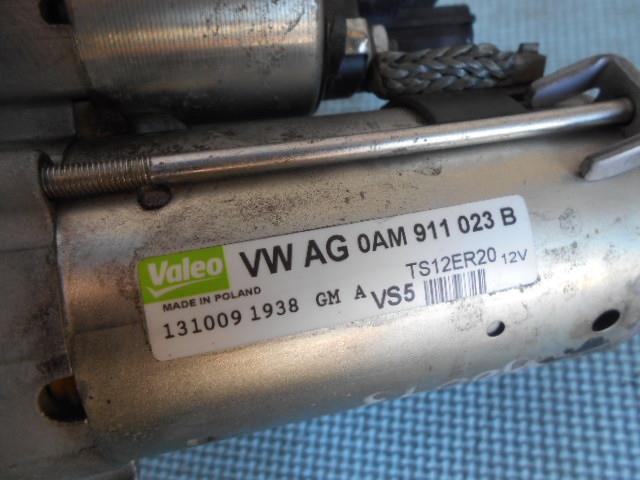 Valeo VW AG 0AM 911 023 B
MADE IN POLAND TS12ER20 12V
131009 1938 GM A VS5